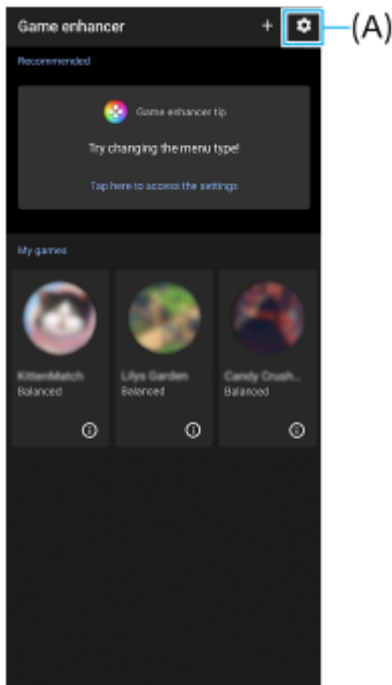 Game enhancer +
(A)
Recommended
Game enhancer tip
Try changing the menu type!
Tap here to access the settings
My games
KittenMatch
Lilys Garden
Candy Crush...
Balanced
Balanced
Balanced